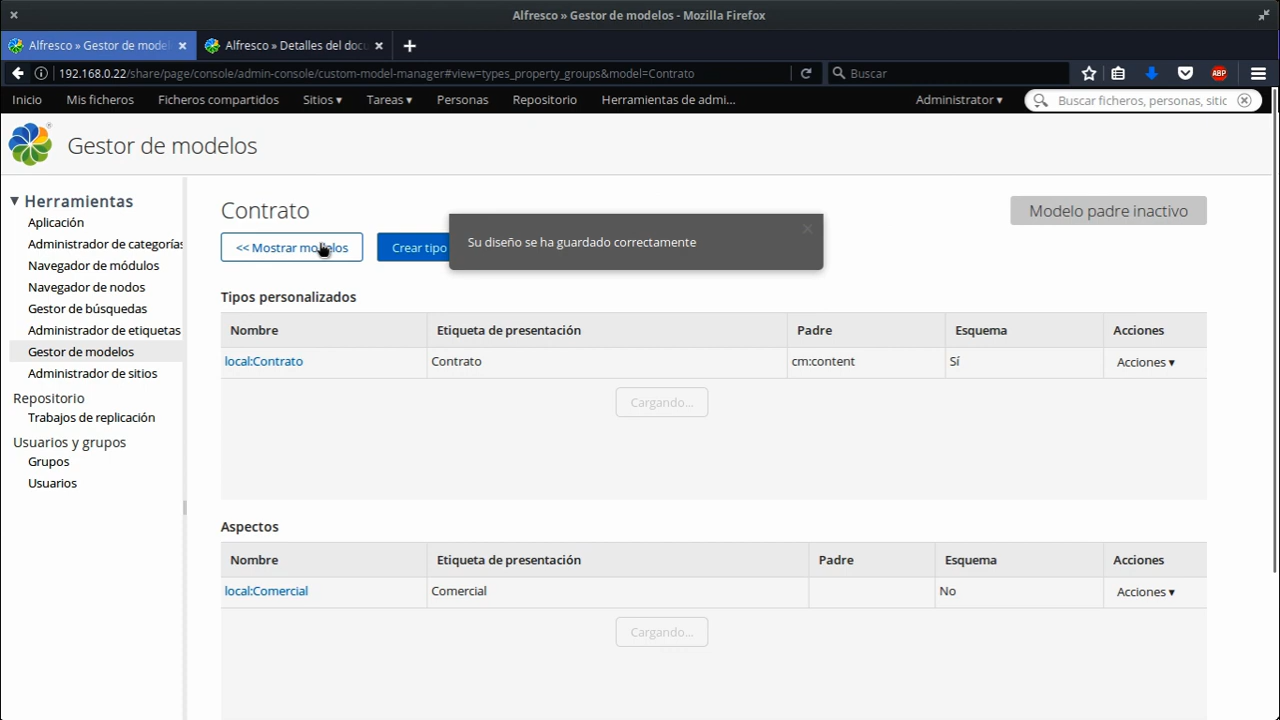 Alfresco » Gestor de modelos - Mozilla Firefox
Alfresco » Gestor de model
Alfresco » Detalles del docu
192.168.0.22/share/page/console/admin-console/custom-model-manager#view=types_property_groups&model=Contrato
Buscar
ABP
Inicio
Mis ficheros
Ficheros compartidos
Sitios ▾
Tareas ▾
Personas
Repositorio
Herramientas de admi...
Administrator ▾
Buscar ficheros, personas, sitic
Gestor de modelos
Herramientas
Aplicación
Administrador de categorías
Navegador de módulos
Navegador de nodos
Gestor de búsquedas
Administrador de etiquetas
Gestor de modelos
Administrador de sitios
Repositorio
Trabajos de replicación
Usuarios y grupos
Grupos
Usuarios
Contrato
Modelo padre inactivo
<< Mostrar modelos
Crear tipo
Su diseño se ha guardado correctamente
Tipos personalizados
Nombre Etiqueta de presentación Padre Esquema Acciones
local:Contrato Contrato cm:content Sí Acciones ▾
Cargando...
Aspectos
Nombre Etiqueta de presentación Padre Esquema Acciones
local:Comercial Comercial No Acciones ▾
Cargando...